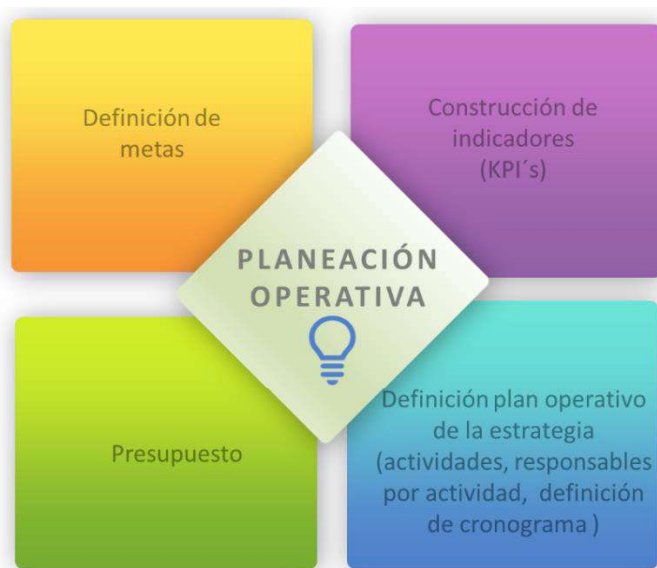 Definición de
metas
Construcción de
indicadores
(KPI´s)
PLANEACIÓN
OPERATIVA
Presupuesto
Definición plan operativo
de la estrategia
(actividades, responsables
por actividad,  definición
de cronograma )